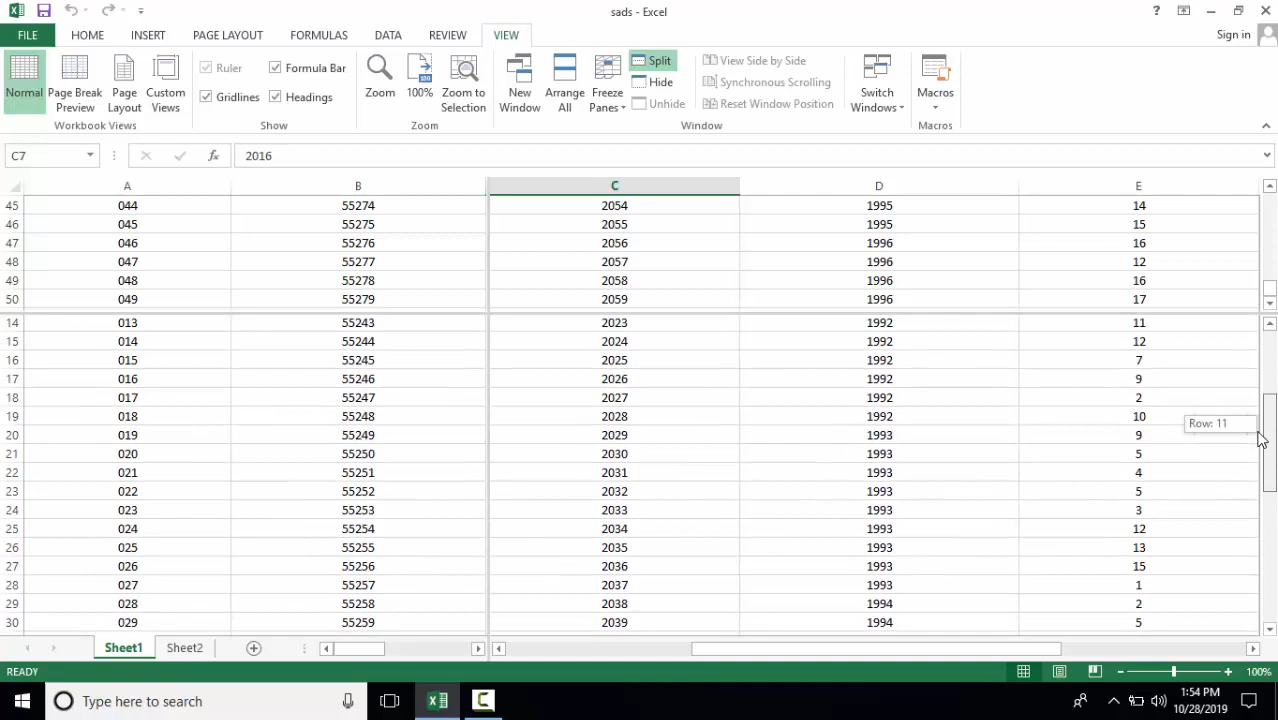 sads - Excel
?
FILE HOME INSERT PAGE LAYOUT FORMULAS DATA REVIEW VIEW Sign in
Normal
Page Break Preview
Page Layout
Custom Views
Workbook Views
Ruler
Formula Bar
Gridlines
Headings
Show
Zoom
100%
Zoom to Selection
Zoom
New Window
Arrange All
Freeze Panes
Split
Hide
Unhide
View Side by Side
Synchronous Scrolling
Reset Window Position
Switch Windows
Window
Macros
Macros
C7 fx 2016
A B C D E
45 044 55274 2054 1995 14
46 045 55275 2055 1995 15
47 046 55276 2056 1996 16
48 047 55277 2057 1996 12
49 048 55278 2058 1996 16
50 049 55279 2059 1996 17
14 013 55243 2023 1992 11
15 014 55244 2024 1992 12
16 015 55245 2025 1992 7
17 016 55246 2026 1992 9
18 017 55247 2027 1992 2
19 018 55248 2028 1992 10
Row: 11
20 019 55249 2029 1993 9
21 020 55250 2030 1993 5
22 021 55251 2031 1993 4
23 022 55252 2032 1993 5
24 023 55253 2033 1993 3
25 024 55254 2034 1993 12
26 025 55255 2035 1993 13
27 026 55256 2036 1993 15
28 027 55257 2037 1993 1
29 028 55258 2038 1994 2
30 029 55259 2039 1994 5
Sheet1 Sheet2
READY 100%
Type here to search
1:54 PM
10/28/2019